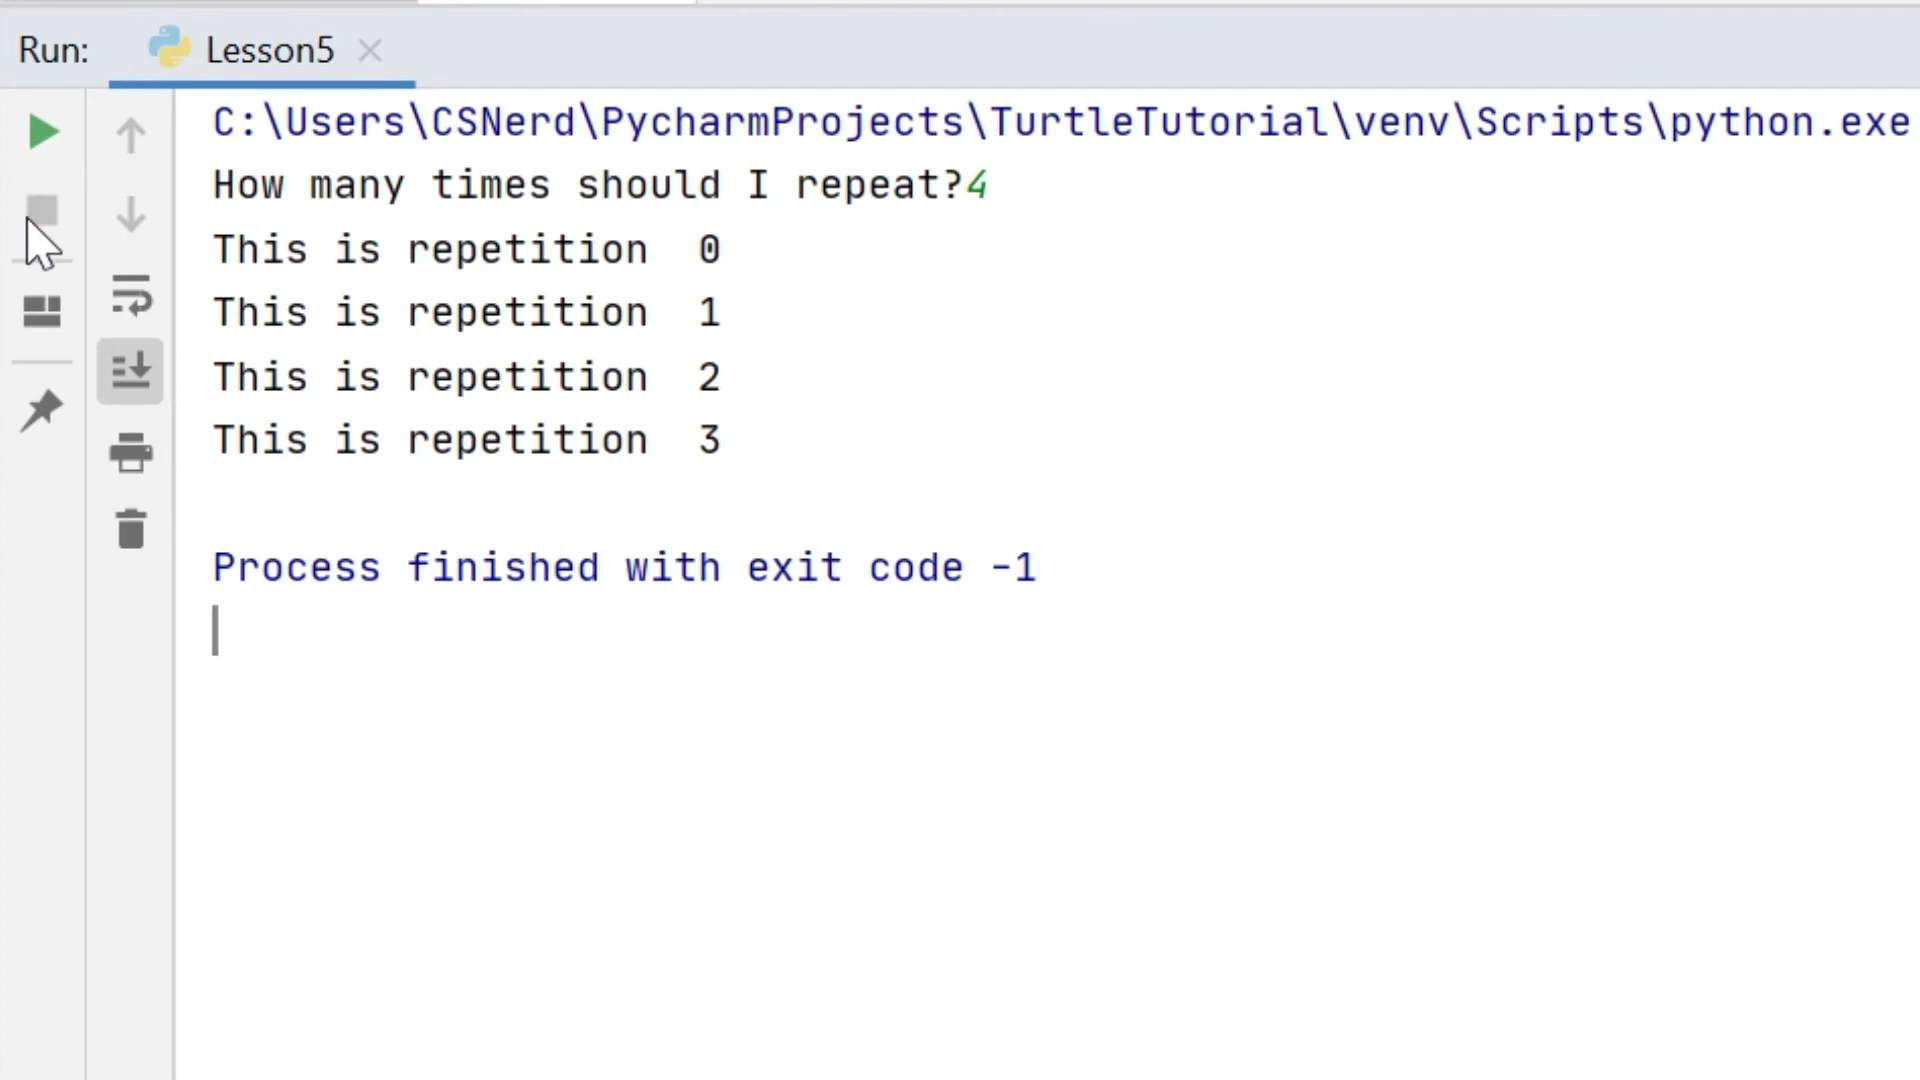 Run: Lesson5
C:\Users\CSNerd\PycharmProjects\TurtleTutorial\venv\Scripts\python.exe
How many times should I repeat?4
This is repetition  0
This is repetition  1
This is repetition  2
This is repetition  3
Process finished with exit code -1